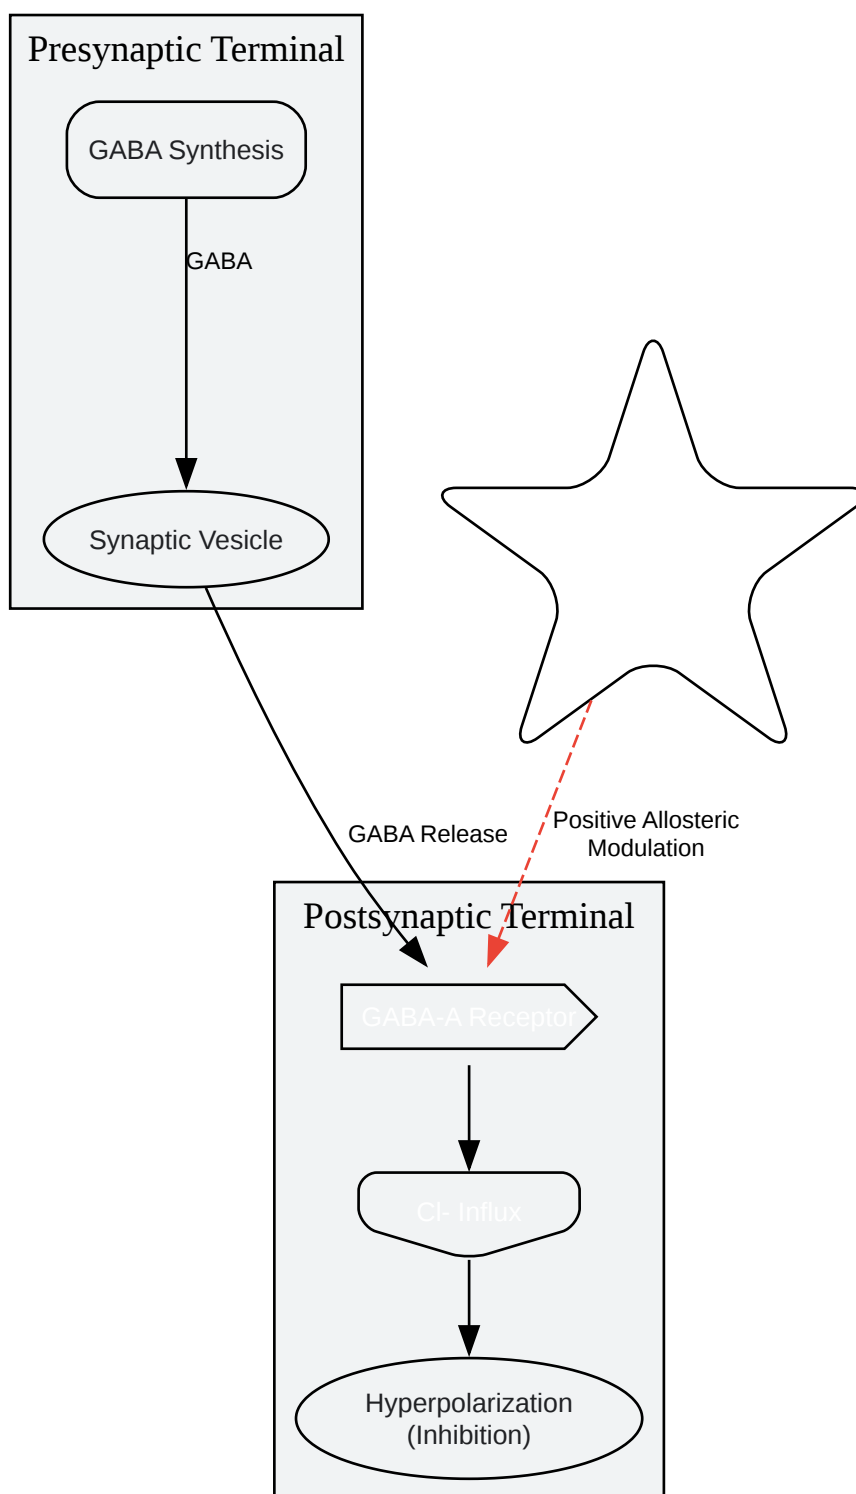 Presynaptic Terminal
GABA Synthesis
GABA
Synaptic Vesicle
GABA Release
Positive Allosteric
Modulation
Postsynaptic Terminal
GABA-A Receptor
Cl- Influx
Hyperpolarization
(Inhibition)